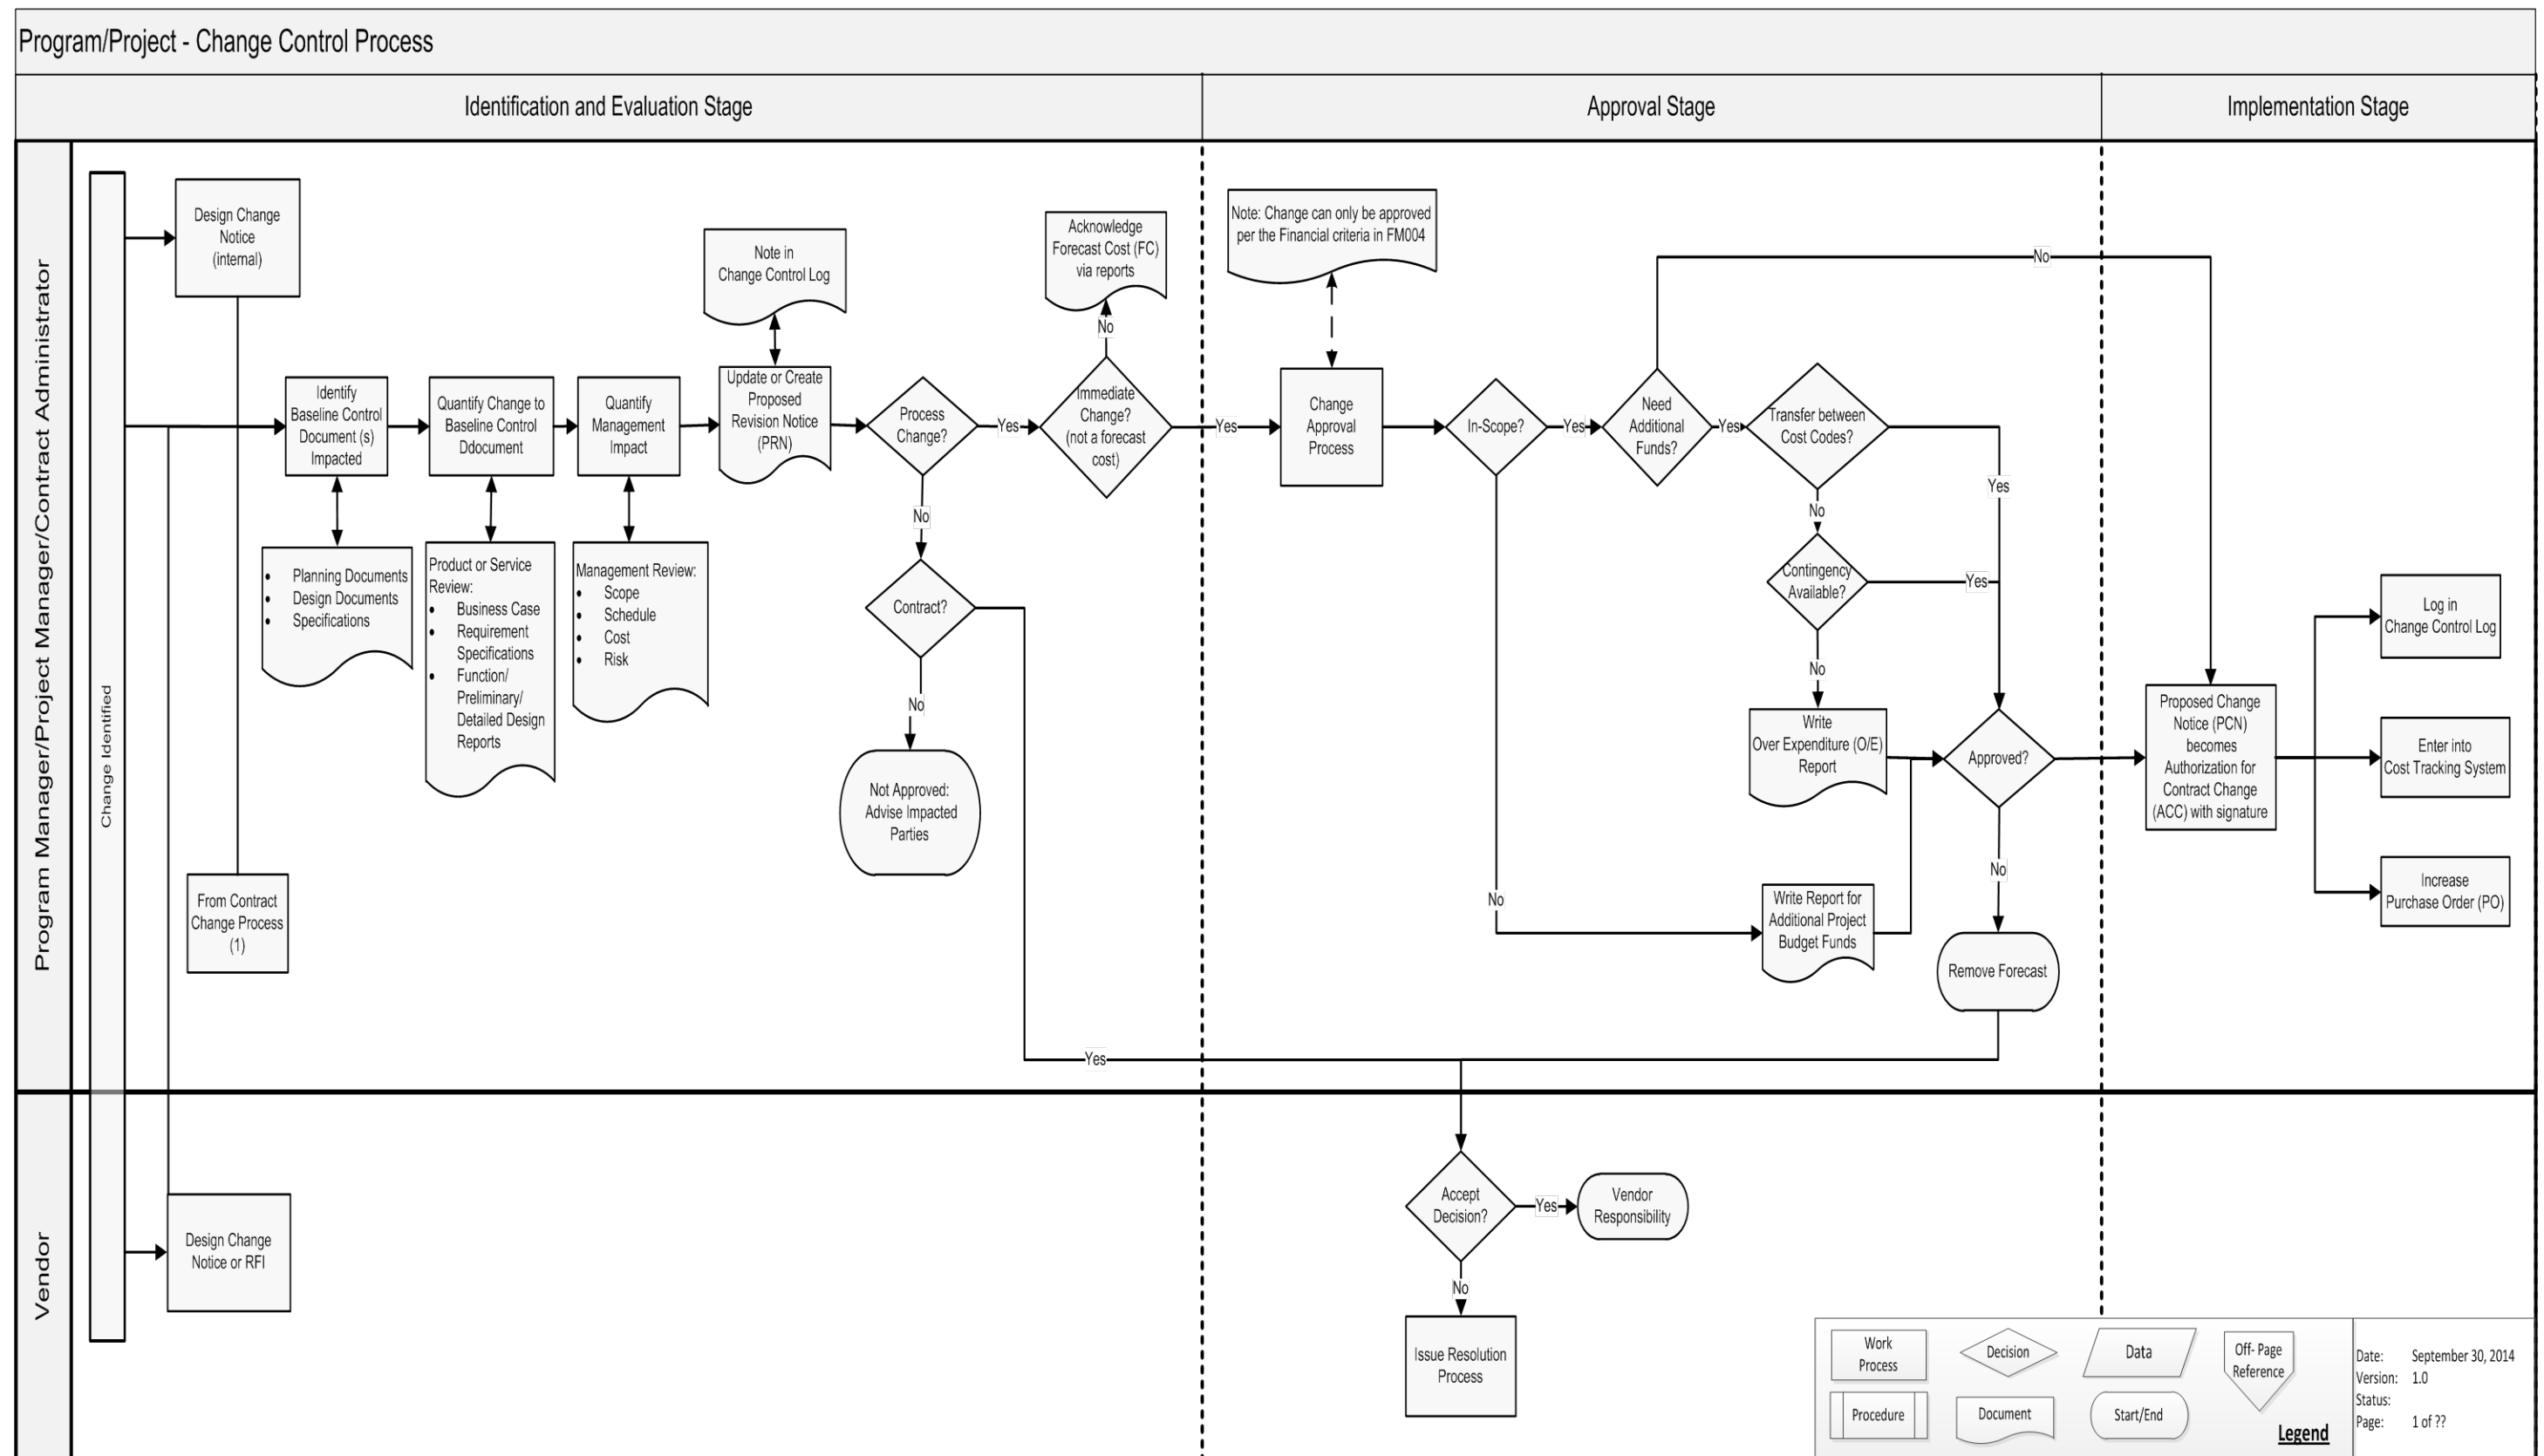 Program/Project - Change Control Process
Identification and Evaluation Stage
Approval Stage
Implementation Stage
Program Manager/Project Manager/Contract Administrator
Change Identified
Design Change
Notice
(internal)
From Contract
Change Process
(1)
Identify
Baseline Control
Document (s)
Impacted
Planning Documents
Design Documents
Specifications
Quantify Change to
Baseline Control
Ddocument
Product or Service
Review:
Business Case
Requirement
Specifications
Function/
Preliminary/
Detailed Design
Reports
Quantify
Management
Impact
Management Review:
Scope
Schedule
Cost
Risk
Note in
Change Control Log
Update or Create
Proposed
Revision Notice
(PRN)
Process
Change?
Yes
No
Contract?
No
Yes
Not Approved:
Advise Impacted
Parties
Acknowledge
Forecast Cost (FC)
via reports
No
Immediate
Change?
(not a forecast
cost)
Yes
Note: Change can only be approved
per the Financial criteria in FM004
Change
Approval
Process
In-Scope?
Yes
No
Need
Additional
Funds?
Yes
No
Transfer between
Cost Codes?
Yes
No
Contingency
Available?
Yes
No
Write
Over Expenditure (O/E)
Report
Write Report for
Additional Project
Budget Funds
Approved?
No
Remove Forecast
Proposed Change
Notice (PCN)
becomes
Authorization for
Contract Change
(ACC) with signature
Log in
Change Control Log
Enter into
Cost Tracking System
Increase
Purchase Order (PO)
Vendor
Design Change
Notice or RFI
Accept
Decision?
Yes
No
Vendor
Responsibility
Issue Resolution
Process
Work
Process
Decision
Data
Off- Page
Reference
Procedure
Document
Start/End
Legend
Date: September 30, 2014
Version: 1.0
Status:
Page: 1 of ??